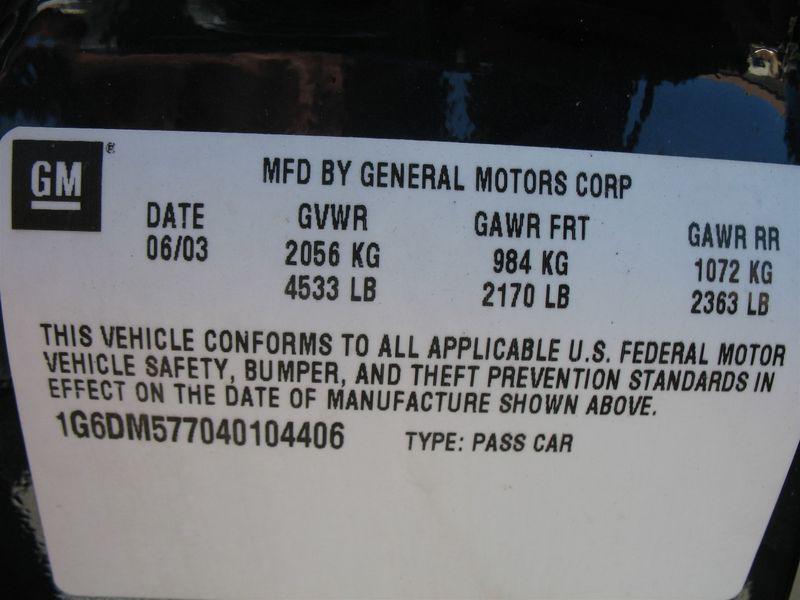 GM®
MFD BY GENERAL MOTORS CORP
DATE GVWR GAWR FRT GAWR RR
06/03 2056 KG 984 KG 1072 KG
4533 LB 2170 LB 2363 LB
THIS VEHICLE CONFORMS TO ALL APPLICABLE U.S. FEDERAL MOTOR
VEHICLE SAFETY, BUMPER, AND THEFT PREVENTION STANDARDS IN
EFFECT ON THE DATE OF MANUFACTURE SHOWN ABOVE.
1G6DM577040104406 TYPE: PASS CAR